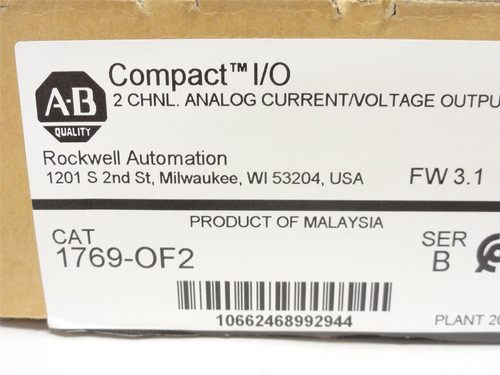 A-B
QUALITY
Compact™ I/O
2 CHNL. ANALOG CURRENT/VOLTAGE OUTPU
Rockwell Automation
1201 S 2nd St, Milwaukee, WI 53204, USA
FW 3.1
PRODUCT OF MALAYSIA
CAT
1769-OF2
SER
B
10662468992944
PLANT 20